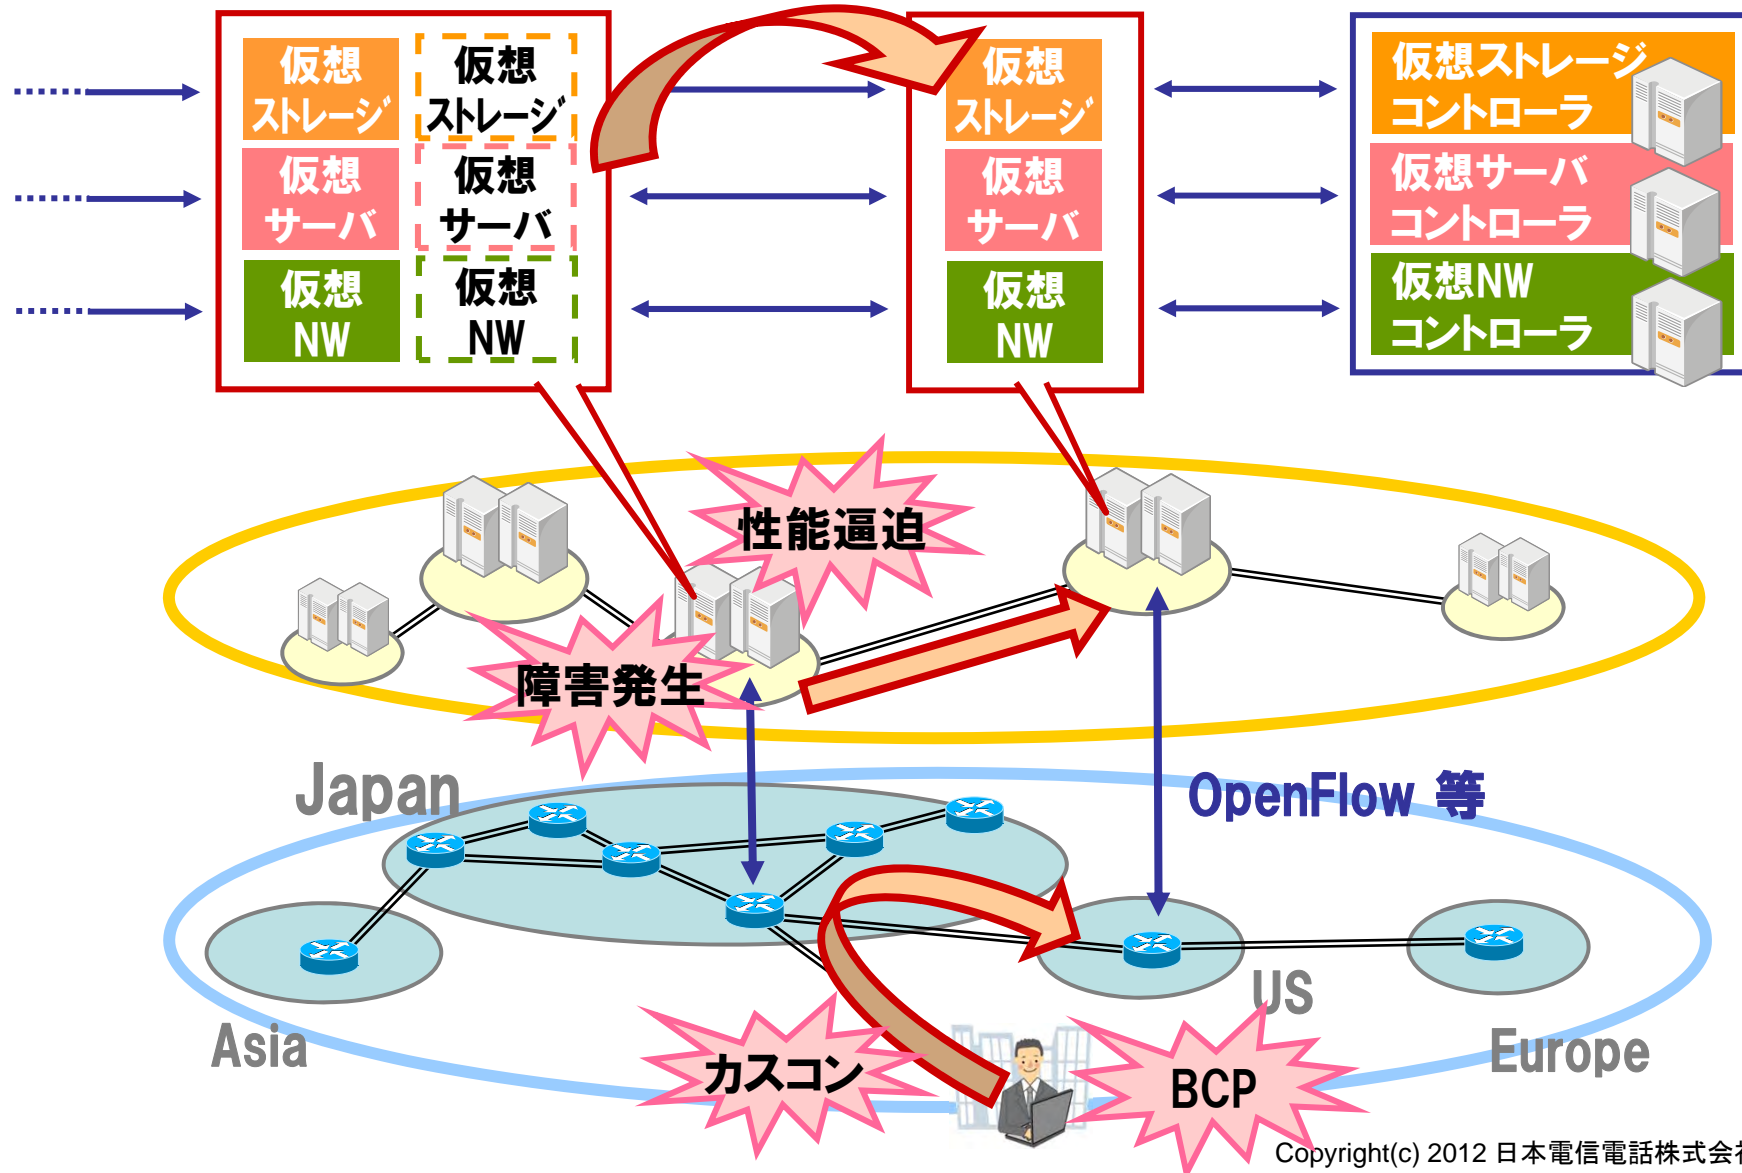 仮想
ストレージ
仮想
ストレージ
仮想
サーバ
仮想
サーバ
仮想
NW
仮想
NW
仮想
ストレージ
仮想
サーバ
仮想
NW
仮想ストレージ
コントローラ
仮想サーバ
コントローラ
仮想NW
コントローラ
性能逼迫
障害発生
Japan
OpenFlow 等
US
Asia
Europe
カスコン
BCP
Copyright(c) 2012 日本電信電話株式会